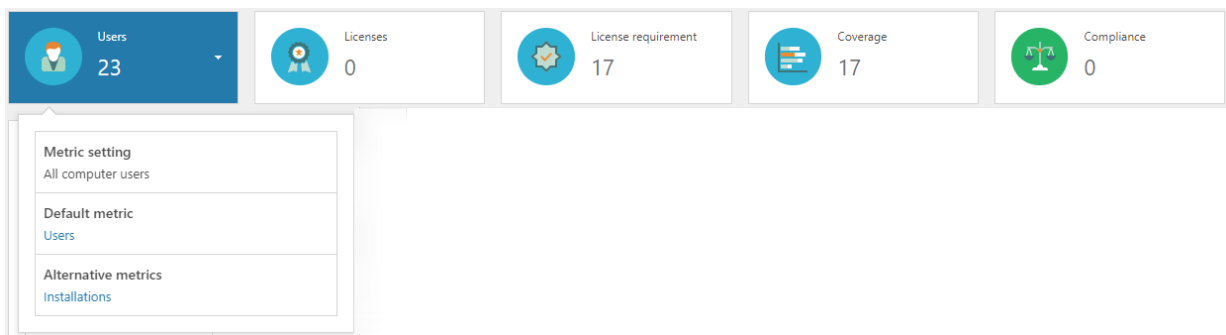 Users
23
Licenses
0
License requirement
17
Coverage
17
Compliance
0
Metric setting
All computer users
Default metric
Users
Alternative metrics
Installations